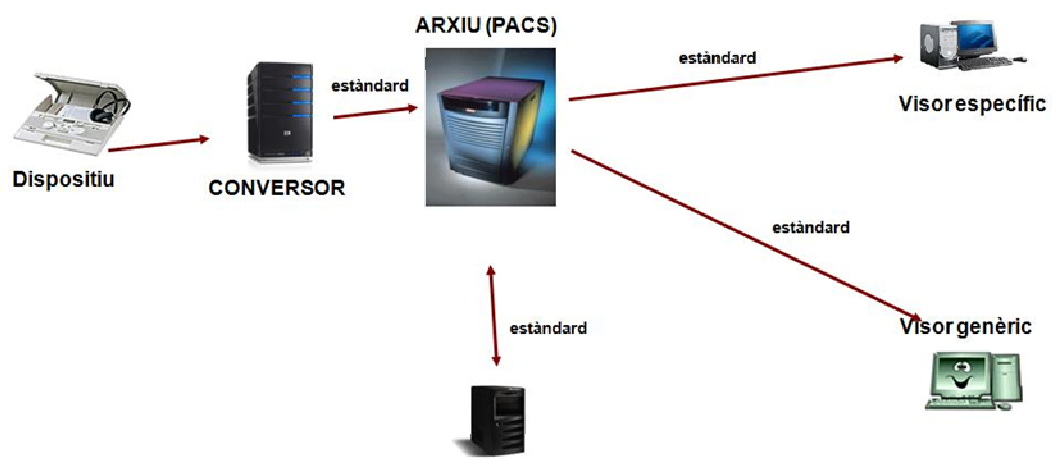 ARXIU (PACS)
estàndard
estàndard
Visor específic
Dispositiu
CONVERSOR
estàndard
estàndard
Visor genèric